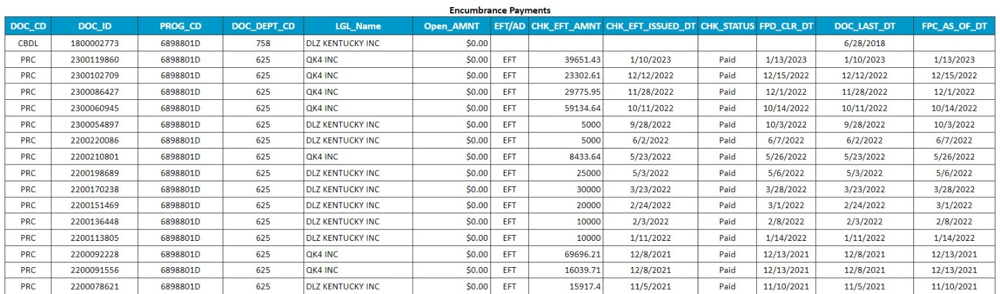 Encumbrance Payments
DOC_CD DOC_ID PROG_CD DOC_DEPT_CD LGL_Name Open_AMNT EFT/AD CHK_EFT_AMNT CHK_EFT_ISSUED_DT CHK_STATUS FPD_CLR_DT DOC_LAST_DT FPC_AS_OF_DT
CBDL 1800002773 6898801D 758 DLZ KENTUCKY INC $0.00 6/28/2018
PRC 2300119860 6898801D 625 QK4 INC $0.00 EFT 39651.43 1/10/2023 Paid 1/13/2023 1/10/2023 1/13/2023
PRC 2300102709 6898801D 625 QK4 INC $0.00 EFT 23302.61 12/12/2022 Paid 12/15/2022 12/12/2022 12/15/2022
PRC 2300086427 6898801D 625 QK4 INC $0.00 EFT 29775.95 11/28/2022 Paid 12/1/2022 11/28/2022 12/1/2022
PRC 2300060945 6898801D 625 QK4 INC $0.00 EFT 59134.64 10/11/2022 Paid 10/14/2022 10/11/2022 10/14/2022
PRC 2300054897 6898801D 625 DLZ KENTUCKY INC $0.00 EFT 5000 9/28/2022 Paid 10/3/2022 9/28/2022 10/3/2022
PRC 2200220086 6898801D 625 DLZ KENTUCKY INC $0.00 EFT 5000 6/2/2022 Paid 6/7/2022 6/2/2022 6/7/2022
PRC 2200210801 6898801D 625 QK4 INC $0.00 EFT 8433.64 5/23/2022 Paid 5/26/2022 5/23/2022 5/26/2022
PRC 2200198689 6898801D 625 DLZ KENTUCKY INC $0.00 EFT 25000 5/3/2022 Paid 5/6/2022 5/3/2022 5/6/2022
PRC 2200170238 6898801D 625 DLZ KENTUCKY INC $0.00 EFT 30000 3/23/2022 Paid 3/28/2022 3/23/2022 3/28/2022
PRC 2200151469 6898801D 625 DLZ KENTUCKY INC $0.00 EFT 20000 2/24/2022 Paid 3/1/2022 2/24/2022 3/1/2022
PRC 2200136448 6898801D 625 DLZ KENTUCKY INC $0.00 EFT 10000 2/3/2022 Paid 2/8/2022 2/3/2022 2/8/2022
PRC 2200113805 6898801D 625 DLZ KENTUCKY INC $0.00 EFT 10000 1/11/2022 Paid 1/14/2022 1/11/2022 1/14/2022
PRC 2200092228 6898801D 625 QK4 INC $0.00 EFT 69696.21 12/8/2021 Paid 12/13/2021 12/8/2021 12/13/2021
PRC 2200091556 6898801D 625 QK4 INC $0.00 EFT 16039.71 12/8/2021 Paid 12/13/2021 12/8/2021 12/13/2021
PRC 2200078621 6898801D 625 DLZ KENTUCKY INC $0.00 EFT 15917.4 11/5/2021 Paid 11/10/2021 11/5/2021 11/10/2021